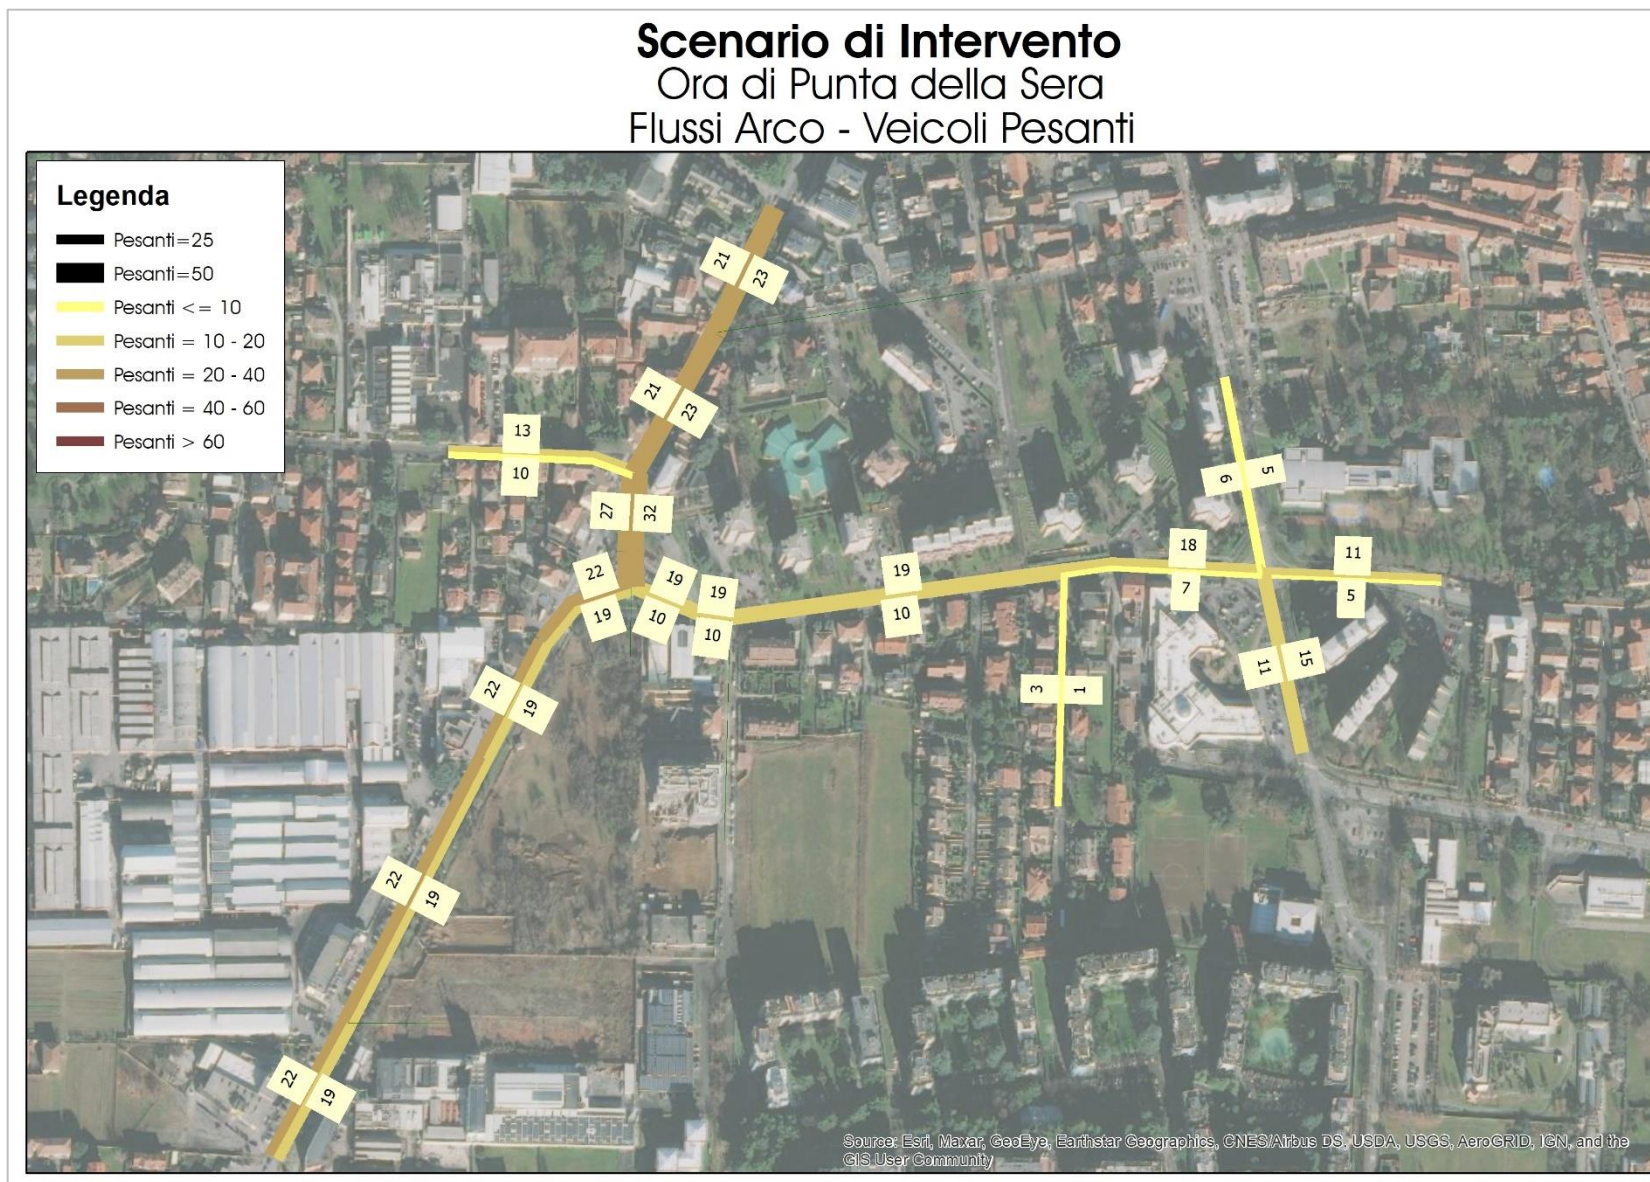 Scenario di Intervento
Ora di Punta della Sera
Flussi Arco - Veicoli Pesanti
Legenda
Pesanti=25
Pesanti=50
Pesanti <= 10
Pesanti = 10 - 20
Pesanti = 20 - 40
Pesanti = 40 - 60
Pesanti > 60
21
23
21
23
13
10
27
32
22
19
19
10
19
10
19
10
18
7
6
5
11
5
11
15
3
1
22
19
22
19
22
19
Source: Esri, Maxar, GeoEye, Earthstar Geographics, CNES/Airbus DS, USDA, USGS, AeroGRID, IGN, and the
GIS User Community